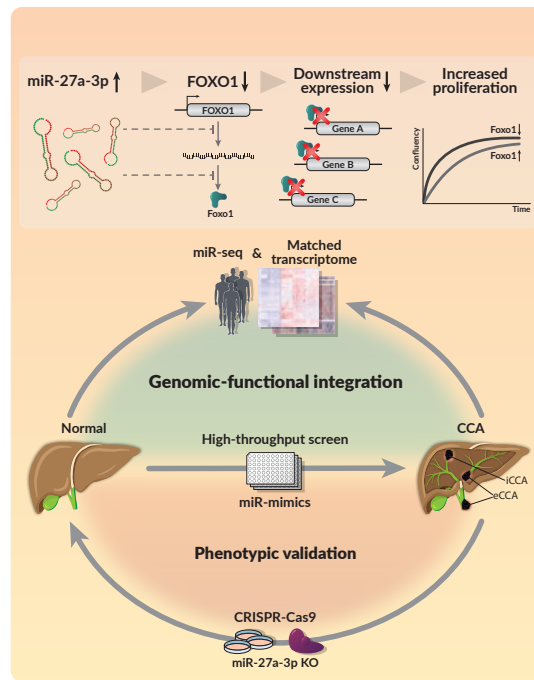 miR-27a-3p
FOXO1
Downstream
expression
Increased
proliferation
FOXO1
Foxo1
Gene A
Gene B
Gene C
Confluency
Foxo1
Foxo1
Time
miR-seq & Matched
transcriptome
Genomic-functional integration
Normal
CCA
High-throughput screen
miR-mimics
iCCA
eCCA
Phenotypic validation
CRISPR-Cas9
miR-27a-3p KO